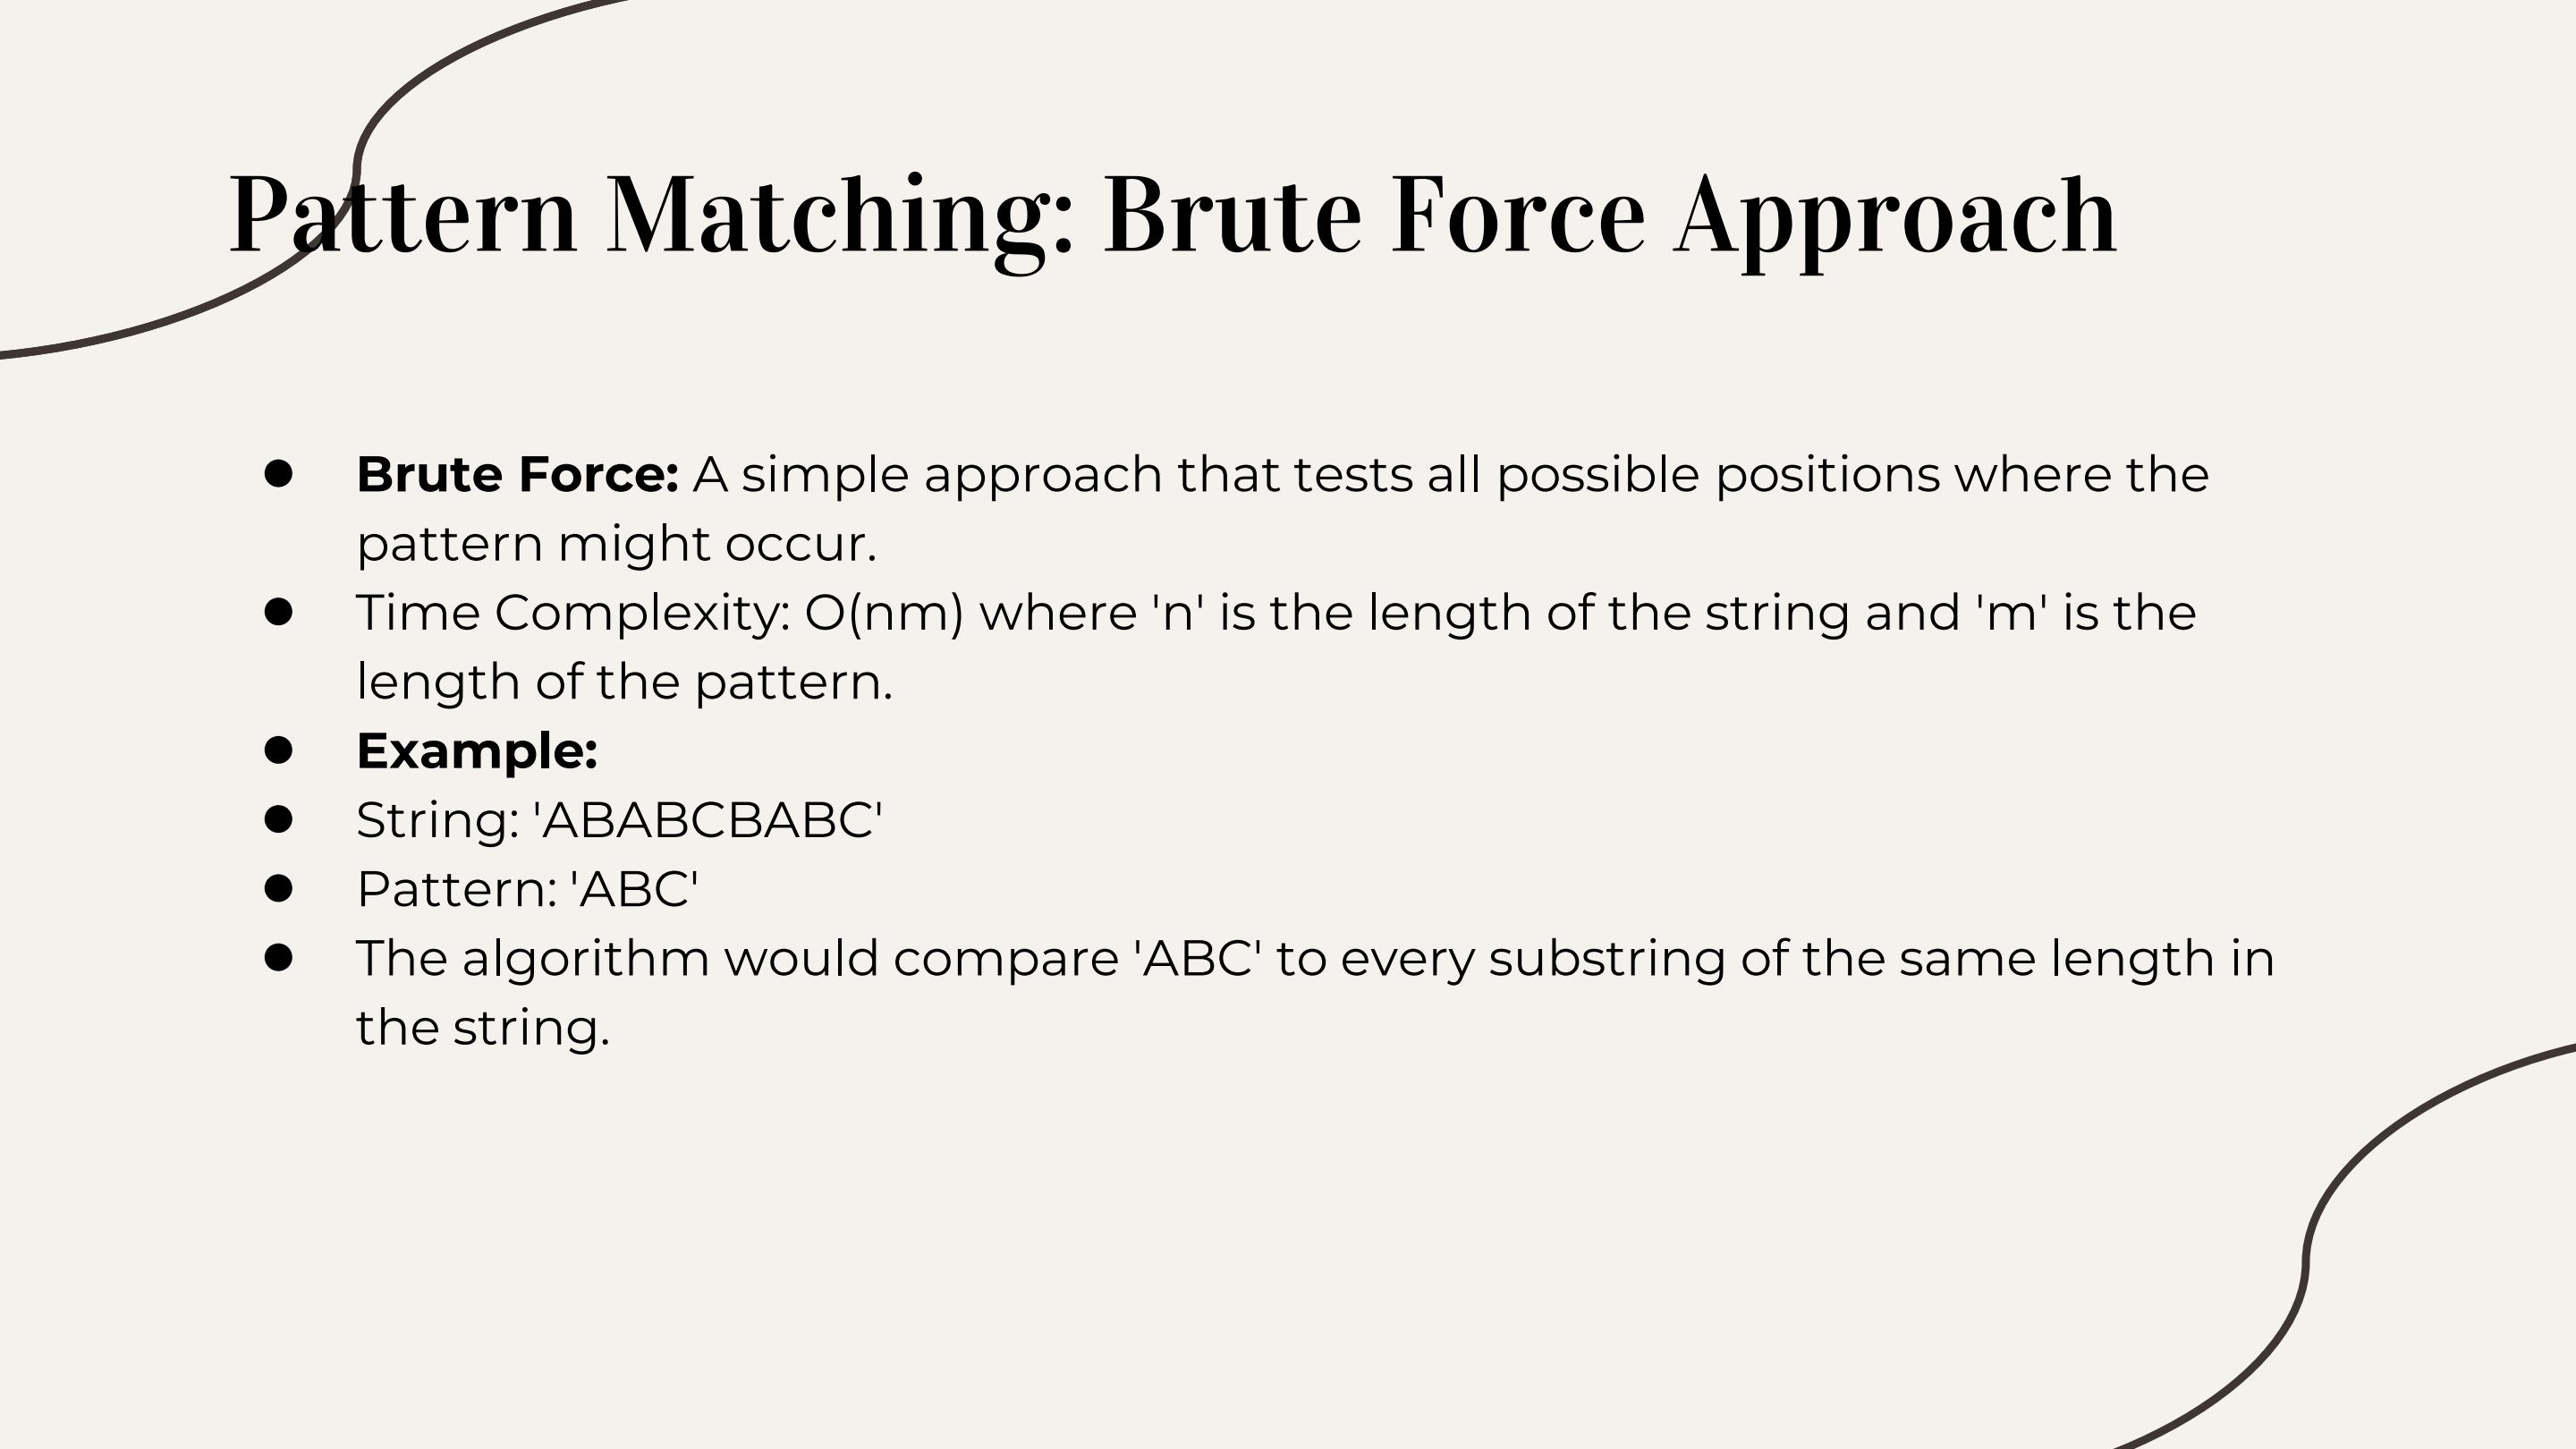 Pattern Matching: Brute Force Approach
● Brute Force: A simple approach that tests all possible positions where the
pattern might occur.
● Time Complexity: O(nm) where 'n' is the length of the string and 'm' is the
length of the pattern.
● Example:
● String: 'ABABCBABC'
● Pattern: 'ABC'
● The algorithm would compare 'ABC' to every substring of the same length in
the string.